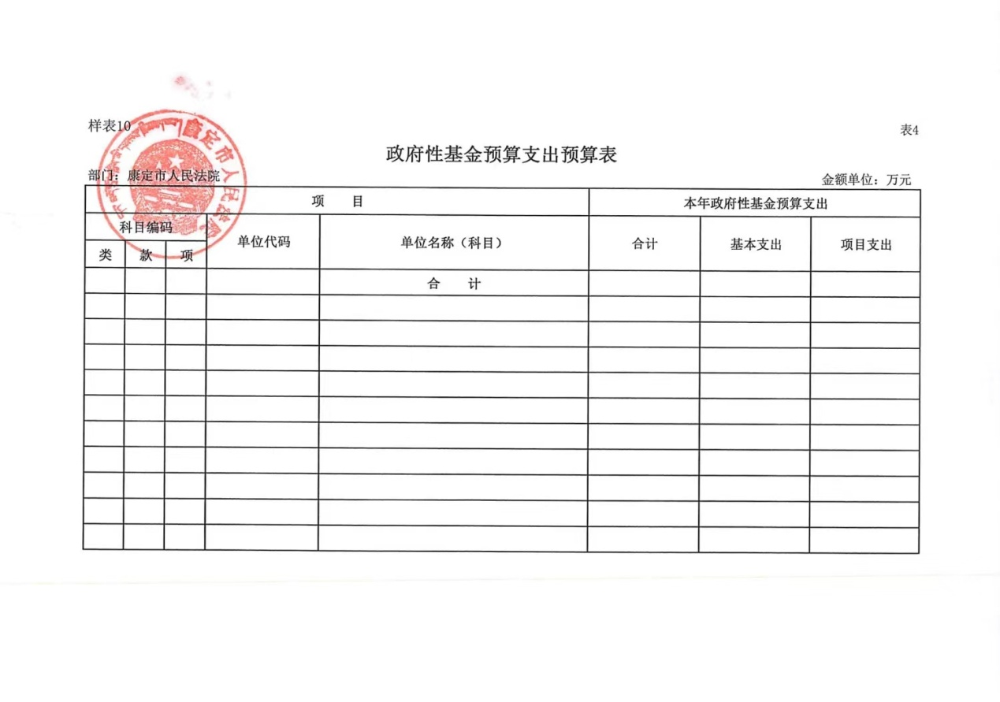 样表10
表4
政府性基金预算支出预算表
部门：康定市人民法院
金额单位：万元
项 目
本年政府性基金预算支出
科目编码
单位代码
单位名称（科目）
合计
基本支出
项目支出
类
款
项
合 计
康定市人民法院